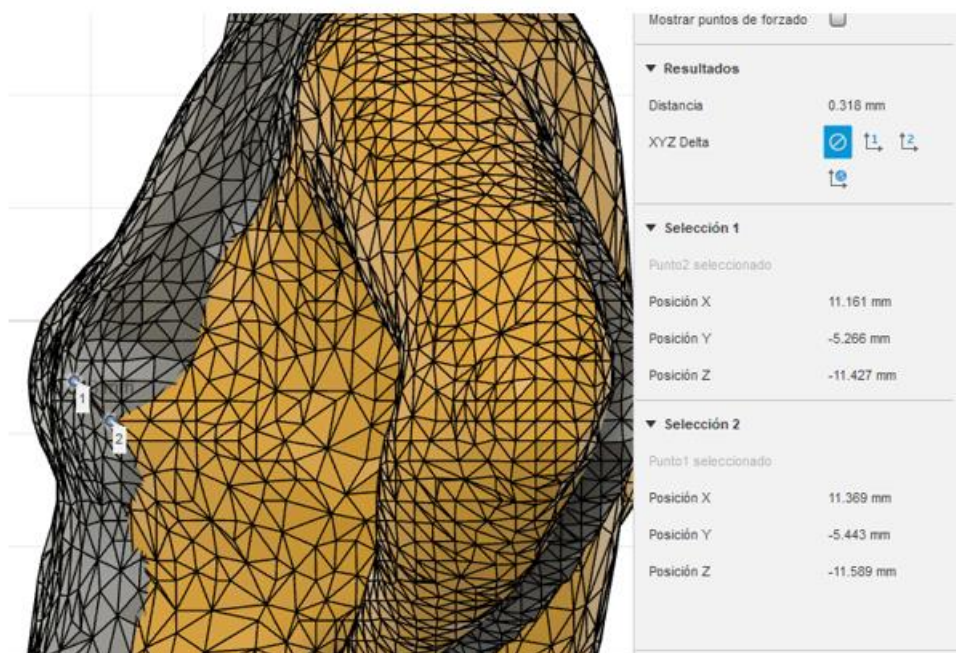 Mostrar puntos de forzado
Resultados
Distancia 0.318 mm
XYZ Delta
1
2
Selección 1
Punto2 seleccionado
Posición X 11.161 mm
Posición Y -5.266 mm
Posición Z -11.427 mm
Selección 2
Punto1 seleccionado
Posición X 11.369 mm
Posición Y -5.443 mm
Posición Z -11.589 mm
1
2